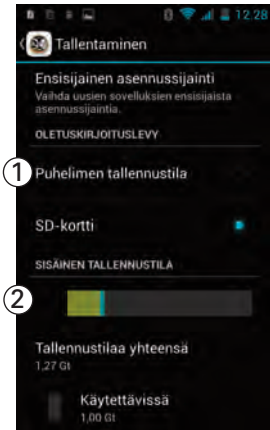 12.28
Tallentaminen
Ensisijainen asennussijainti
Vaihda uusien sovelluksien ensisijaista
asennussijaintia.
OLETUSKIRJOITUSLEVY
1
Puhelimen tallennustila
SD-kortti
SISÄINEN TALLENNUSTILA
2
Tallennustilaa yhteensä
1,27 Gt
Käytettävissä
1,00 Gt